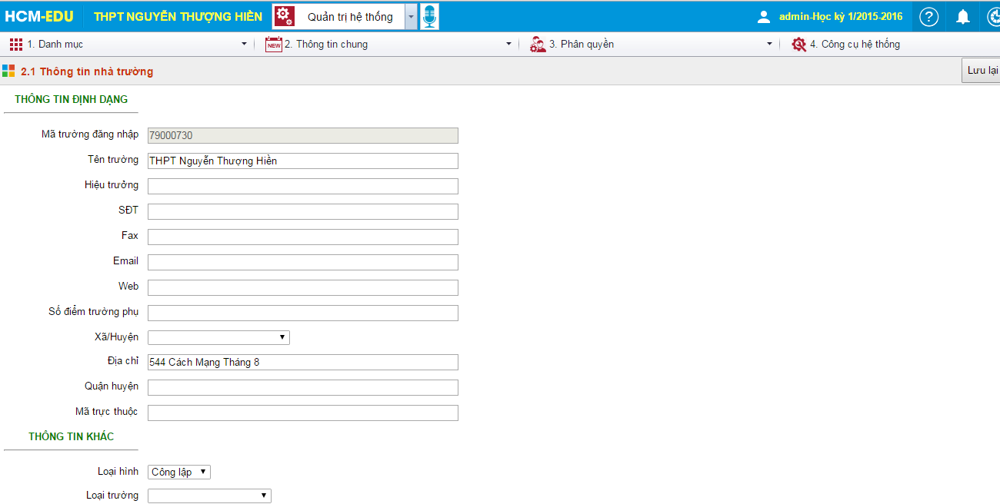 HCM-EDU THPT NGUYỄN THƯỢNG HIỀN Quản trị hệ thống admin-Học kỳ 1/2015-2016 ?
1. Danh mục NEW 2. Thông tin chung 3. Phân quyền 4. Công cụ hệ thống
2.1 Thông tin nhà trường Lưu lại
THÔNG TIN ĐỊNH DẠNG
Mã trường đăng nhập 79000730
Tên trường THPT Nguyễn Thượng Hiền
Hiệu trưởng
SĐT
Fax
Email
Web
Số điểm trường phụ
Xã/Huyện
Địa chỉ 544 Cách Mạng Tháng 8
Quận huyện
Mã trực thuộc
THÔNG TIN KHÁC
Loại hình Công lập
Loại trường